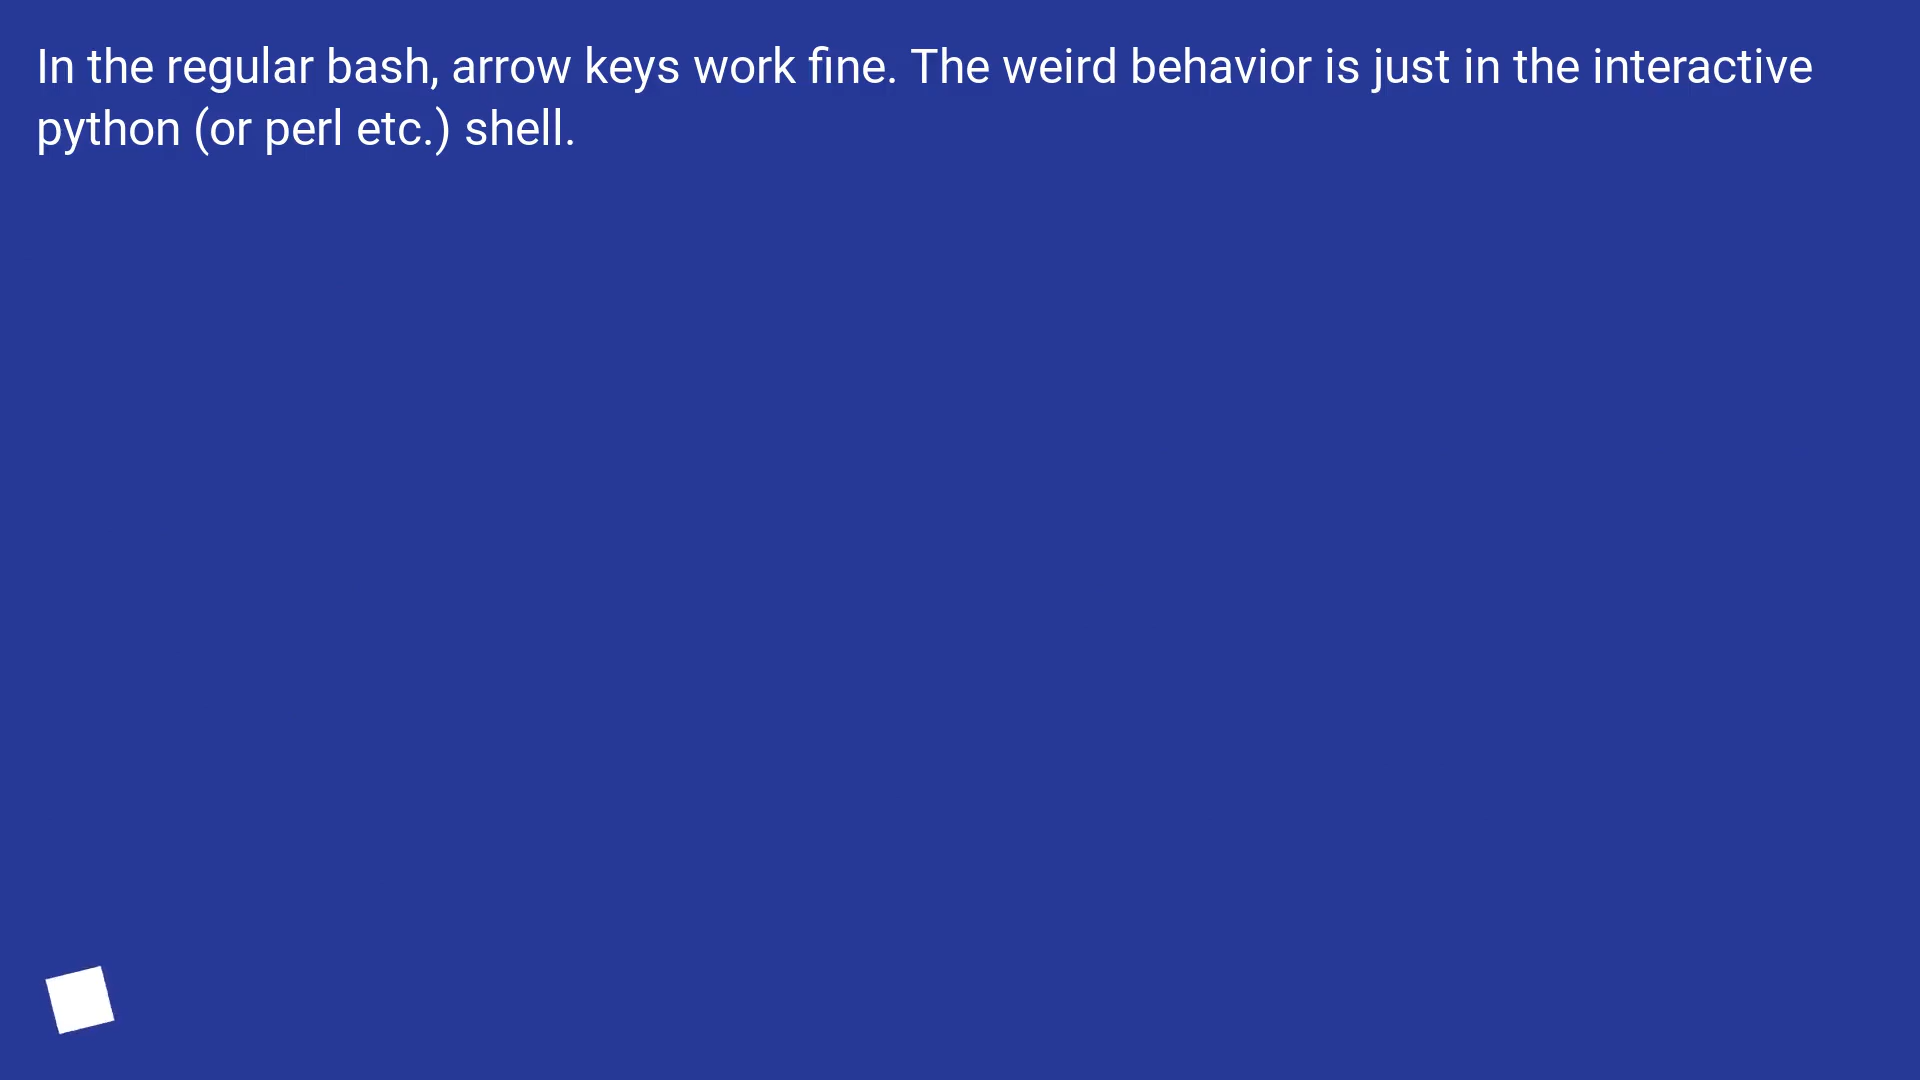 In the regular bash, arrow keys work fine. The weird behavior is just in the interactive
python (or perl etc.) shell.